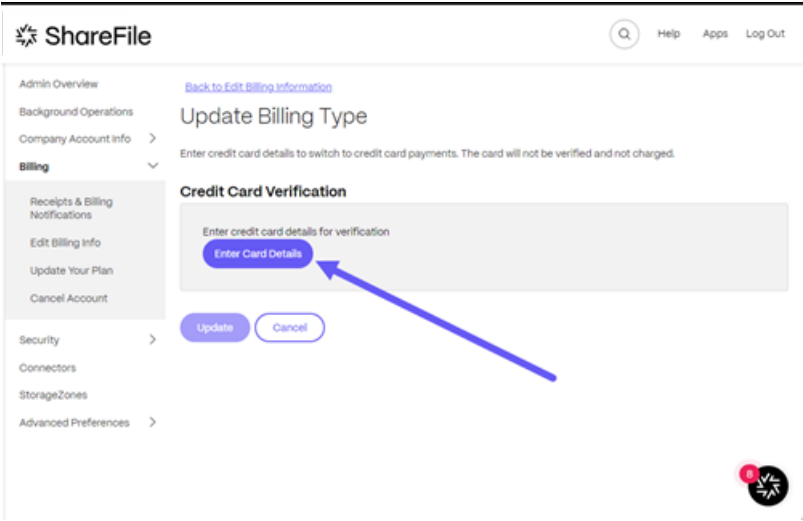 ShareFile
Help
Apps
Log Out
Admin Overview
Background Operations
Company Account Info
Billing
Receipts & Billing
Notifications
Edit Billing Info
Update Your Plan
Cancel Account
Security
Connectors
StorageZones
Advanced Preferences
Back to Edit Billing Information
Update Billing Type
Enter credit card details to switch to credit card payments. The card will not be verified and not charged.
Credit Card Verification
Enter credit card details for verification
Enter Card Details
Update
Cancel
8